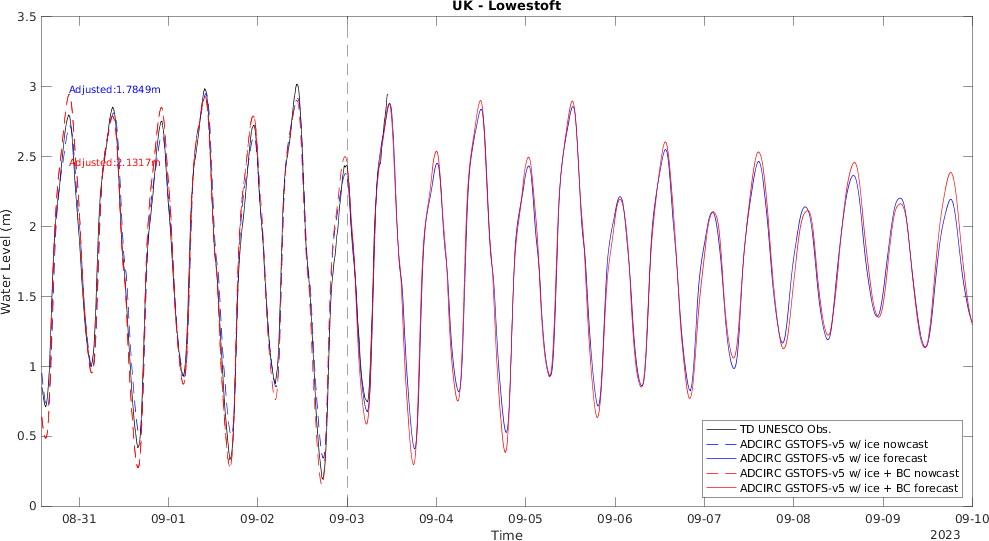 UK - Lowestoft
3.5
3
2.5
2
1.5
1
0.5
0
Water Level (m)
Adjusted:1.7849m
Adjusted:2.1317m
TD UNESCO Obs.
ADCIRC GSTOFS-v5 w/ ice nowcast
ADCIRC GSTOFS-v5 w/ ice forecast
ADCIRC GSTOFS-v5 w/ ice + BC nowcast
ADCIRC GSTOFS-v5 w/ ice + BC forecast
08-31 09-01 09-02 09-03 09-04 09-05 09-06 09-07 09-08 09-09 09-10
Time
2023